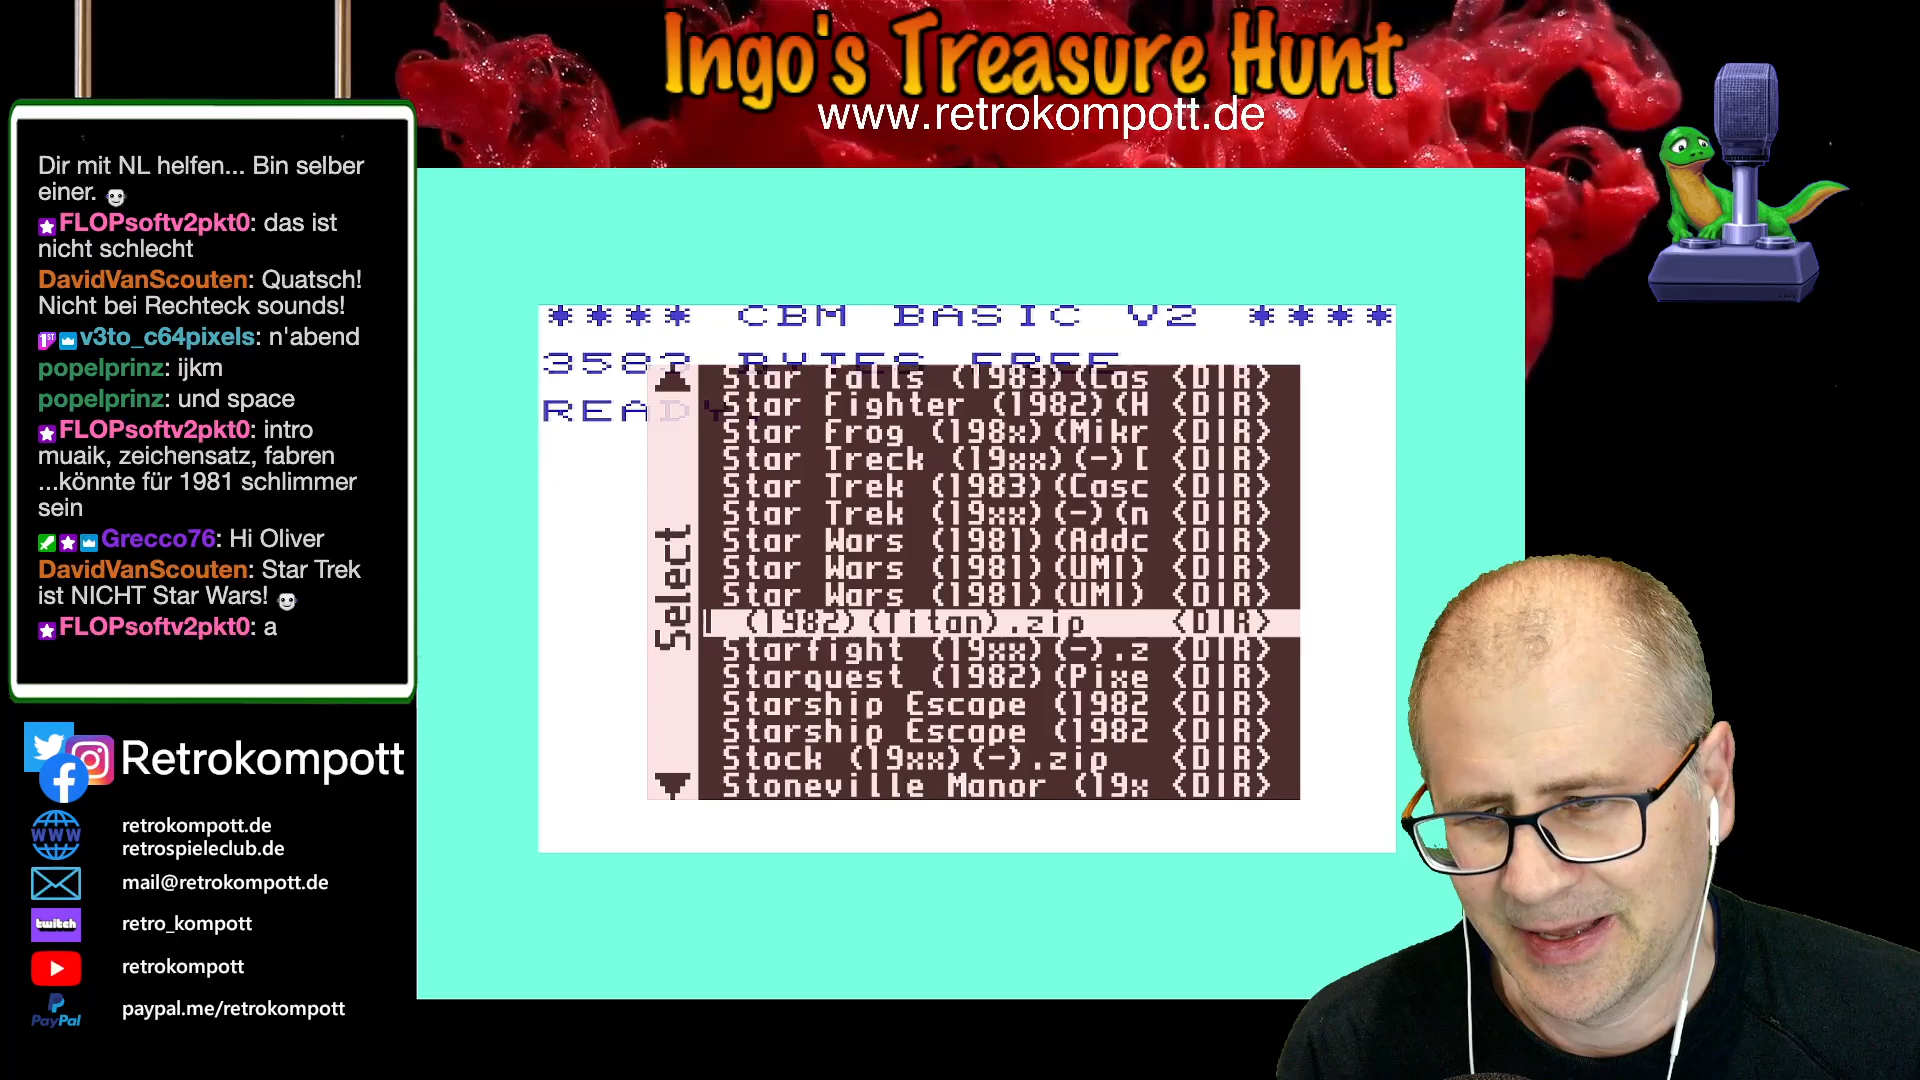 Ingo's Treasure Hunt
www.retrokompott.de
Dir mit NL helfen... Bin selber
einer.
FLOPsoftv2pkt0: das ist
nicht schlecht
DavidVanScouten: Quatsch!
Nicht bei Rechteck sounds!
1ST v3to_c64pixels: n'abend
popelprinz: ijkm
popelprinz: und space
FLOPsoftv2pkt0: intro
muaik, zeichensatz, fabren
...könnte für 1981 schlimmer
sein
Grecco76: Hi Oliver
DavidVanScouten: Star Trek
ist NICHT Star Wars!
FLOPsoftv2pkt0: a
**** CBM BASIC V2 ****
3583 BYTES FREE
READY.
Select
Star Falls (1983)(Cas <DIR>
Star Fighter (1982)(H <DIR>
Star Frog (198x)(Mikr <DIR>
Star Treck (19xx)(-)[ <DIR>
Star Trek (1983)(Casc <DIR>
Star Trek (19xx)(-)(n <DIR>
Star Wars (1981)(Addc <DIR>
Star Wars (1981)(UMI) <DIR>
Star Wars (1981)(UMI) <DIR>
(1982)(Titan).zip <DIR>
Starfight (19xx)(-).z <DIR>
Starquest (1982)(Pixe <DIR>
Starship Escape (1982 <DIR>
Starship Escape (1982 <DIR>
Stock (19xx)(-).zip <DIR>
Stoneville Manor (19x <DIR>
Retrokompott
WWW
retrokompott.de
retrospieleclub.de
mail@retrokompott.de
twitch
retro_kompott
retrokompott
PayPal
paypal.me/retrokompott